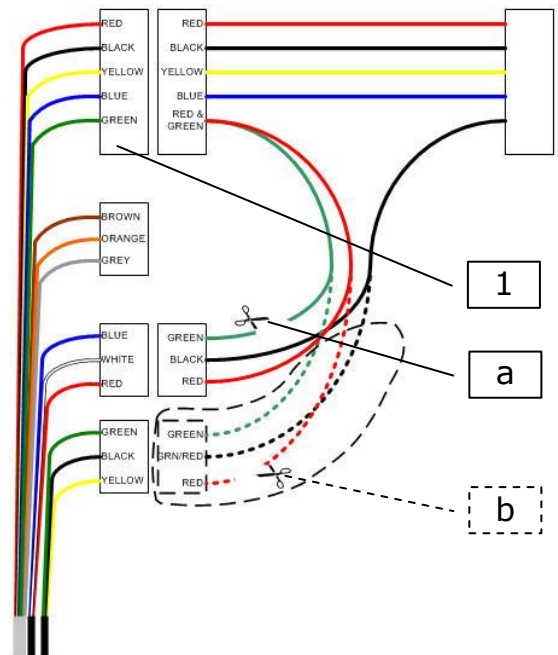 RED
RED
BLACK
BLACK
YELLOW
YELLOW
BLUE
BLUE
GREEN
RED &
GREEN
BROWN
ORANGE
GREY
1
BLUE
GREEN
WHITE
BLACK
a
RED
RED
GREEN
GREEN
BLACK
GRN/RED
YELLOW
RED
b